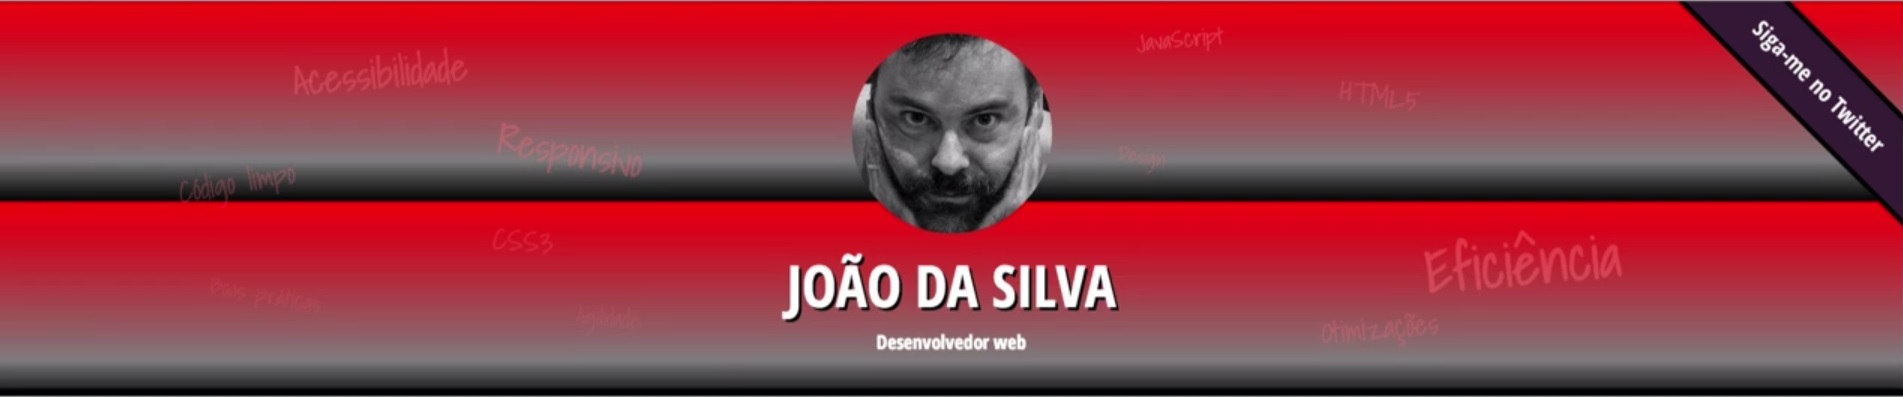 JavaScript
Siga-me no Twitter
Acessibilidade
HTML5
Responsivo
Design
Código limpo
CSS3
Eficiência
JOÃO DA SILVA
Boas práticas
Agilidade
Otimizações
Desenvolvedor web